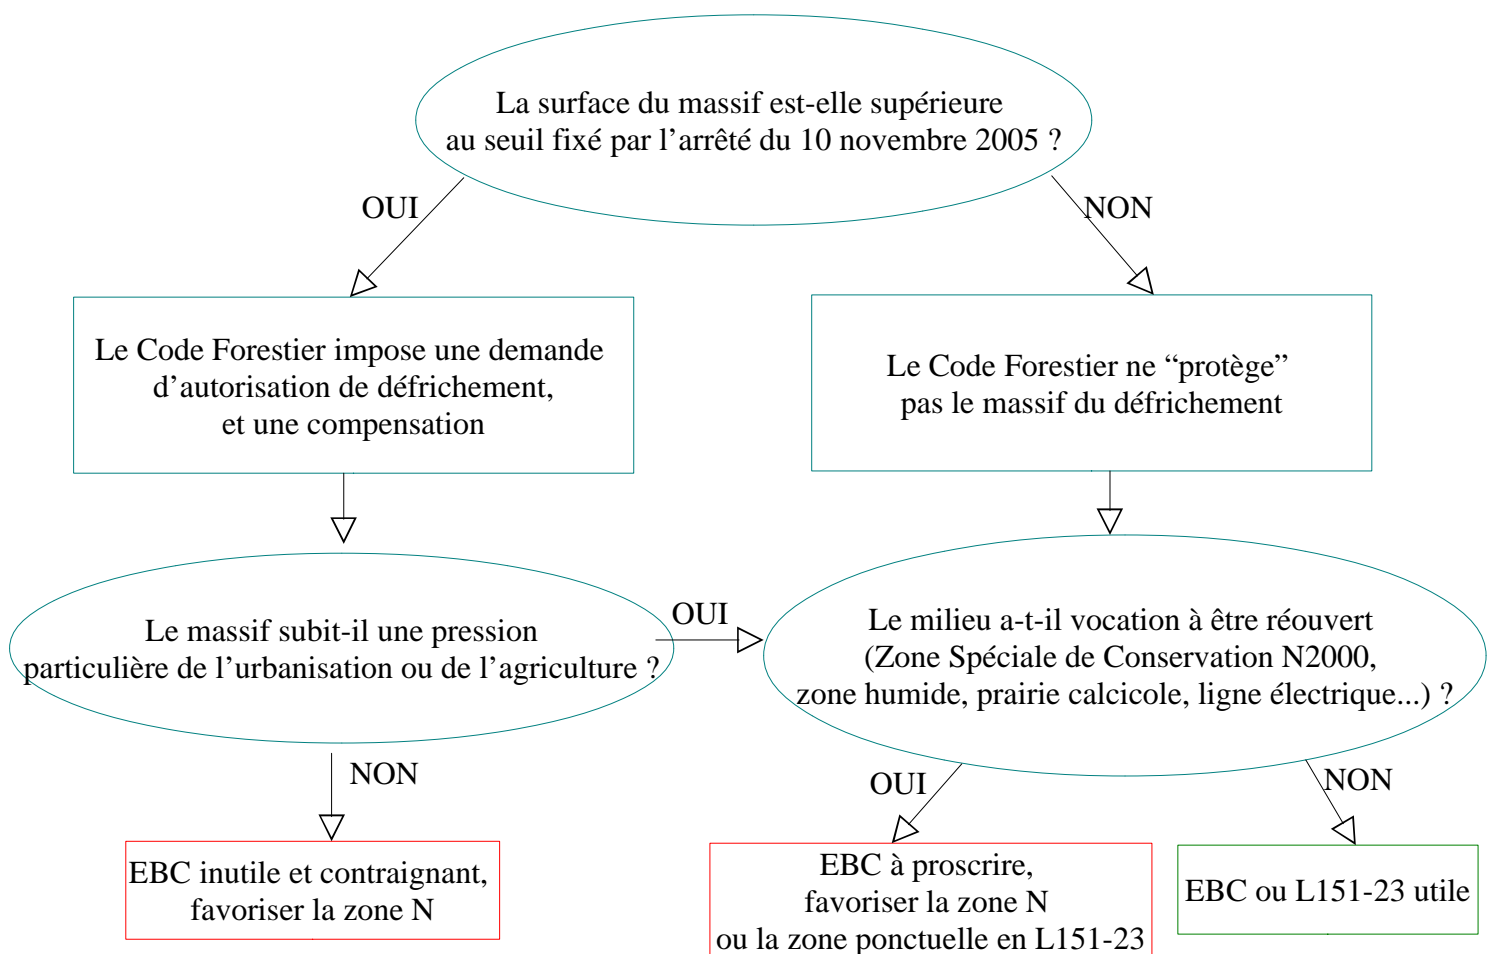 La surface du massif est-elle supérieure
au seuil fixé par l’arrêté du 10 novembre 2005 ?
OUI
NON
Le Code Forestier impose une demande
d’autorisation de défrichement,
et une compensation
Le Code Forestier ne “protège”
pas le massif du défrichement
Le massif subit-il une pression
particulière de l’urbanisation ou de l’agriculture ?
OUI
Le milieu a-t-il vocation à être réouvert
(Zone Spéciale de Conservation N2000,
zone humide, prairie calcicole, ligne électrique...) ?
NON
OUI
NON
EBC inutile et contraignant,
favoriser la zone N
EBC à proscrire,
favoriser la zone N
ou la zone ponctuelle en L151-23
EBC ou L151-23 utile